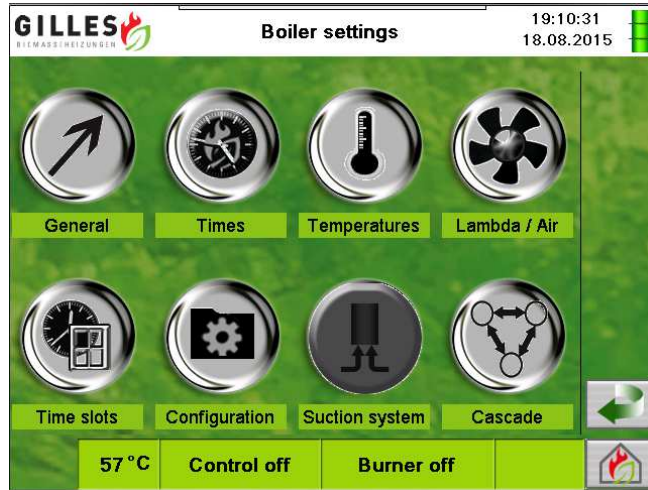 GILLES
BIEMASSEHEIZUNGEN
Boiler settings
19:10:31
18.08.2015
General
Times
Temperatures
Lambda / Air
Time slots
Configuration
Suction system
Cascade
57°C
Control off
Burner off